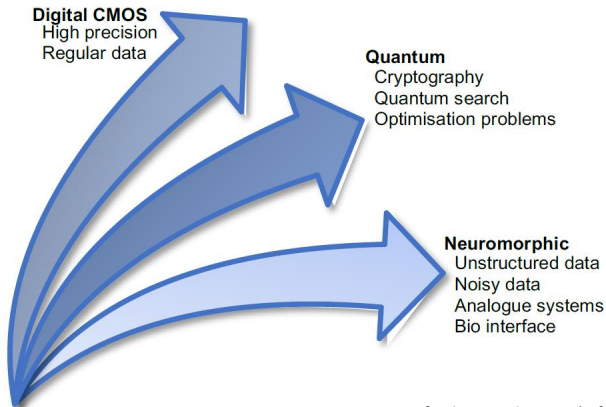 Digital CMOS
High precision
Regular data
Quantum
Cryptography
Quantum search
Optimisation problems
Neuromorphic
Unstructured data
Noisy data
Analogue systems
Bio interface